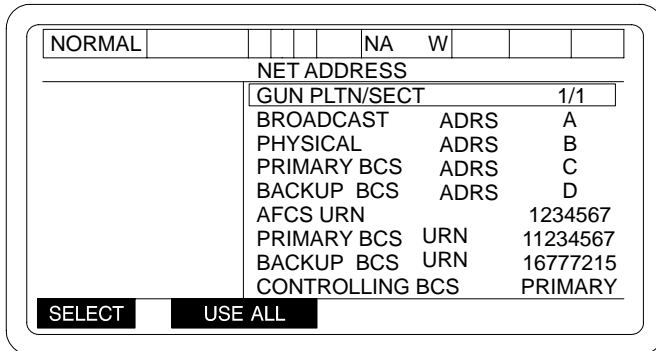 NORMAL NA W
NET ADDRESS
GUN PLTN/SECT 1/1
BROADCAST ADRS A
PHYSICAL ADRS B
PRIMARY BCS ADRS C
BACKUP BCS ADRS D
AFCS URN 1234567
PRIMARY BCS URN 11234567
BACKUP BCS URN 16777215
CONTROLLING BCS PRIMARY
SELECT USE ALL